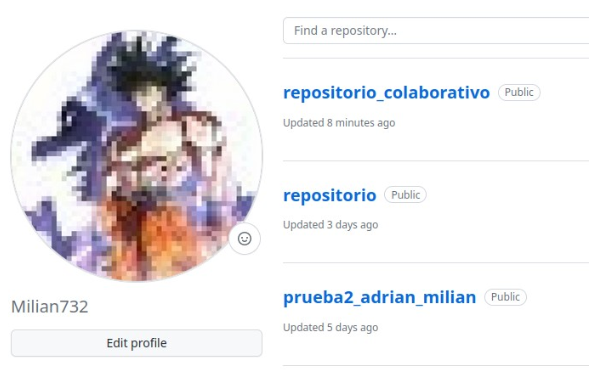 Find a repository...
repositorio_colaborativo Public
Updated 8 minutes ago
repositorio Public
Updated 3 days ago
prueba2_adrian_milian Public
Updated 5 days ago
Milian732
Edit profile